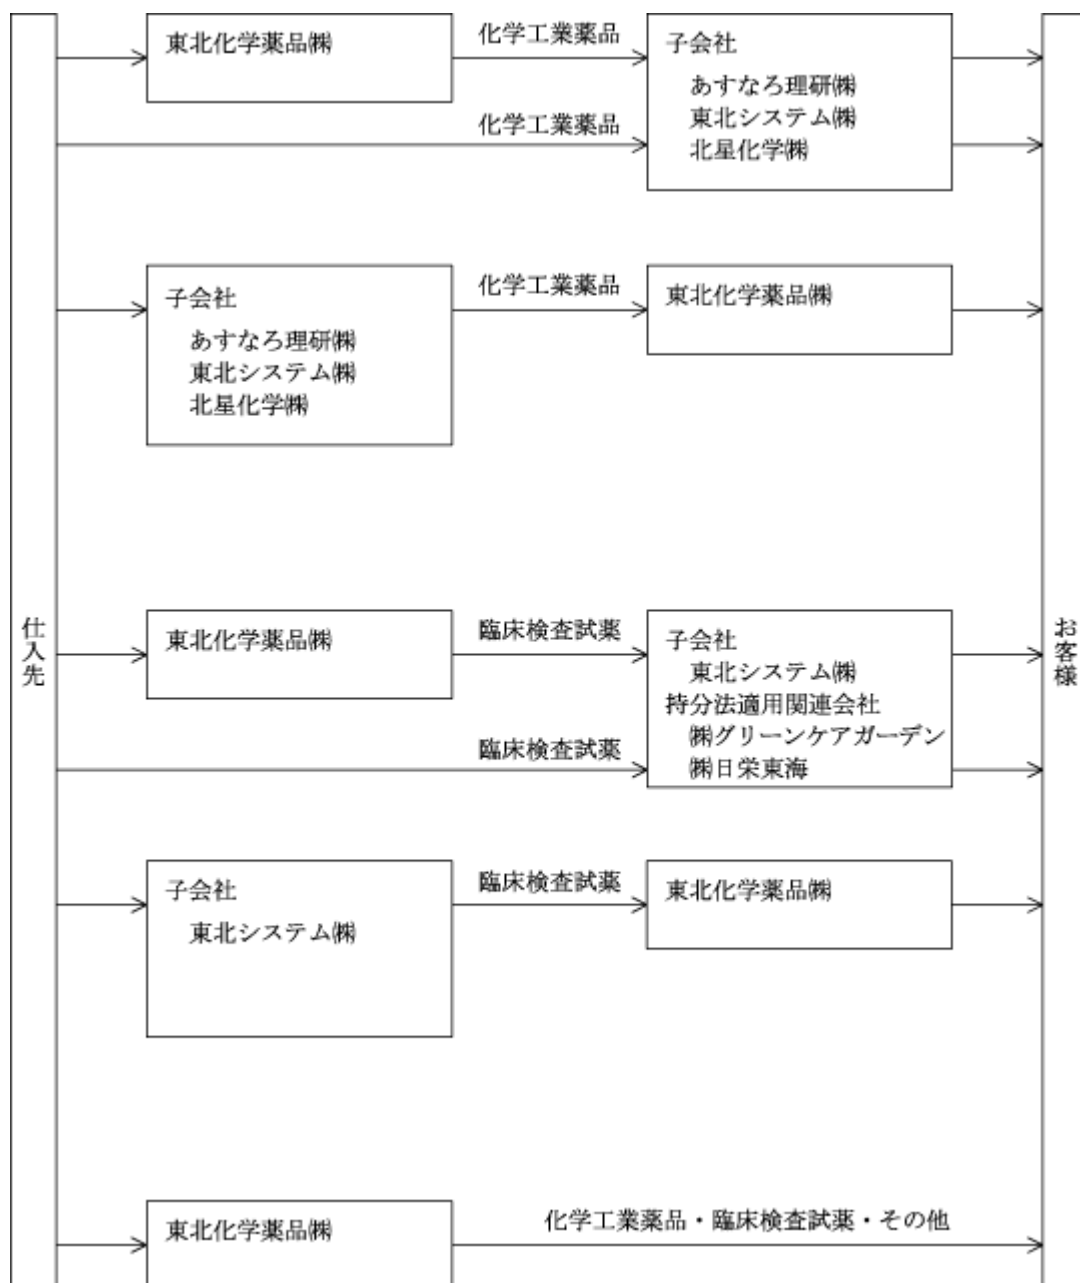 東北化学薬品㈱
化学工業薬品
子会社
あすなろ理研㈱
東北システム㈱
北星化学㈱
化学工業薬品
子会社
あすなろ理研㈱
東北システム㈱
北星化学㈱
化学工業薬品
東北化学薬品㈱
仕入先
お客様
東北化学薬品㈱
臨床検査試薬
子会社
東北システム㈱
持分法適用関連会社
㈱グリーンケアガーデン
㈱日栄東海
臨床検査試薬
子会社
東北システム㈱
臨床検査試薬
東北化学薬品㈱
東北化学薬品㈱
化学工業薬品・臨床検査試薬・その他